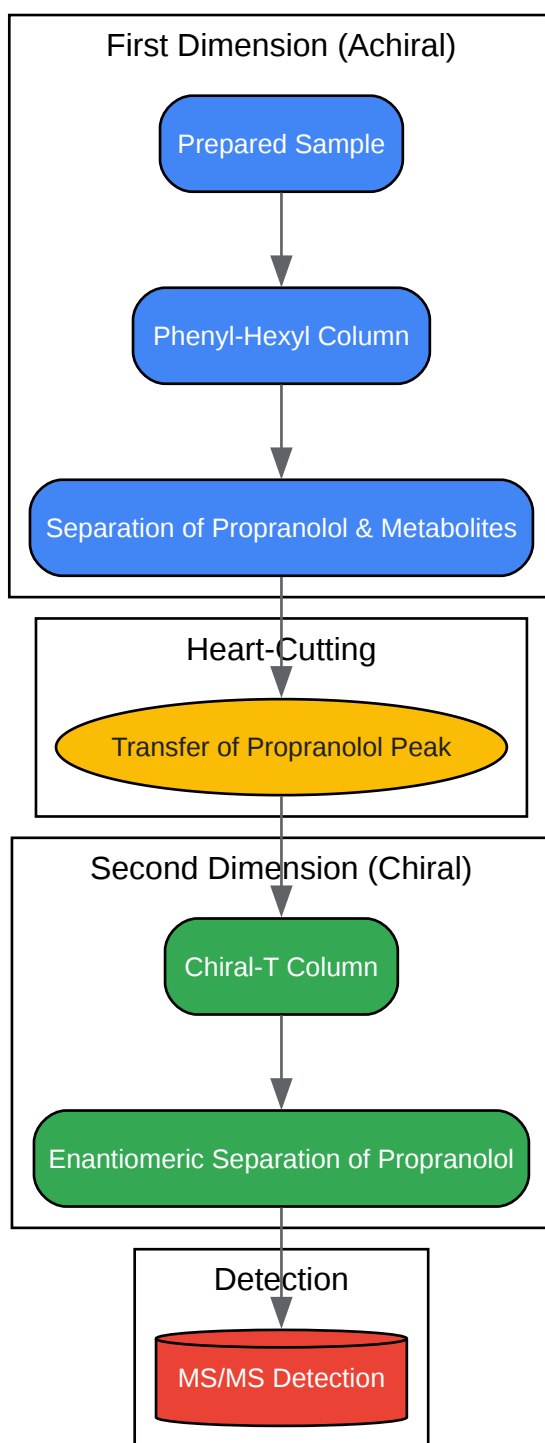 First Dimension (Achiral)
Prepared Sample
Phenyl-Hexyl Column
Separation of Propranolol & Metabolites
Heart-Cutting
Transfer of Propranolol Peak
Second Dimension (Chiral)
Chiral-T Column
Enantiomeric Separation of Propranolol
Detection
MS/MS Detection